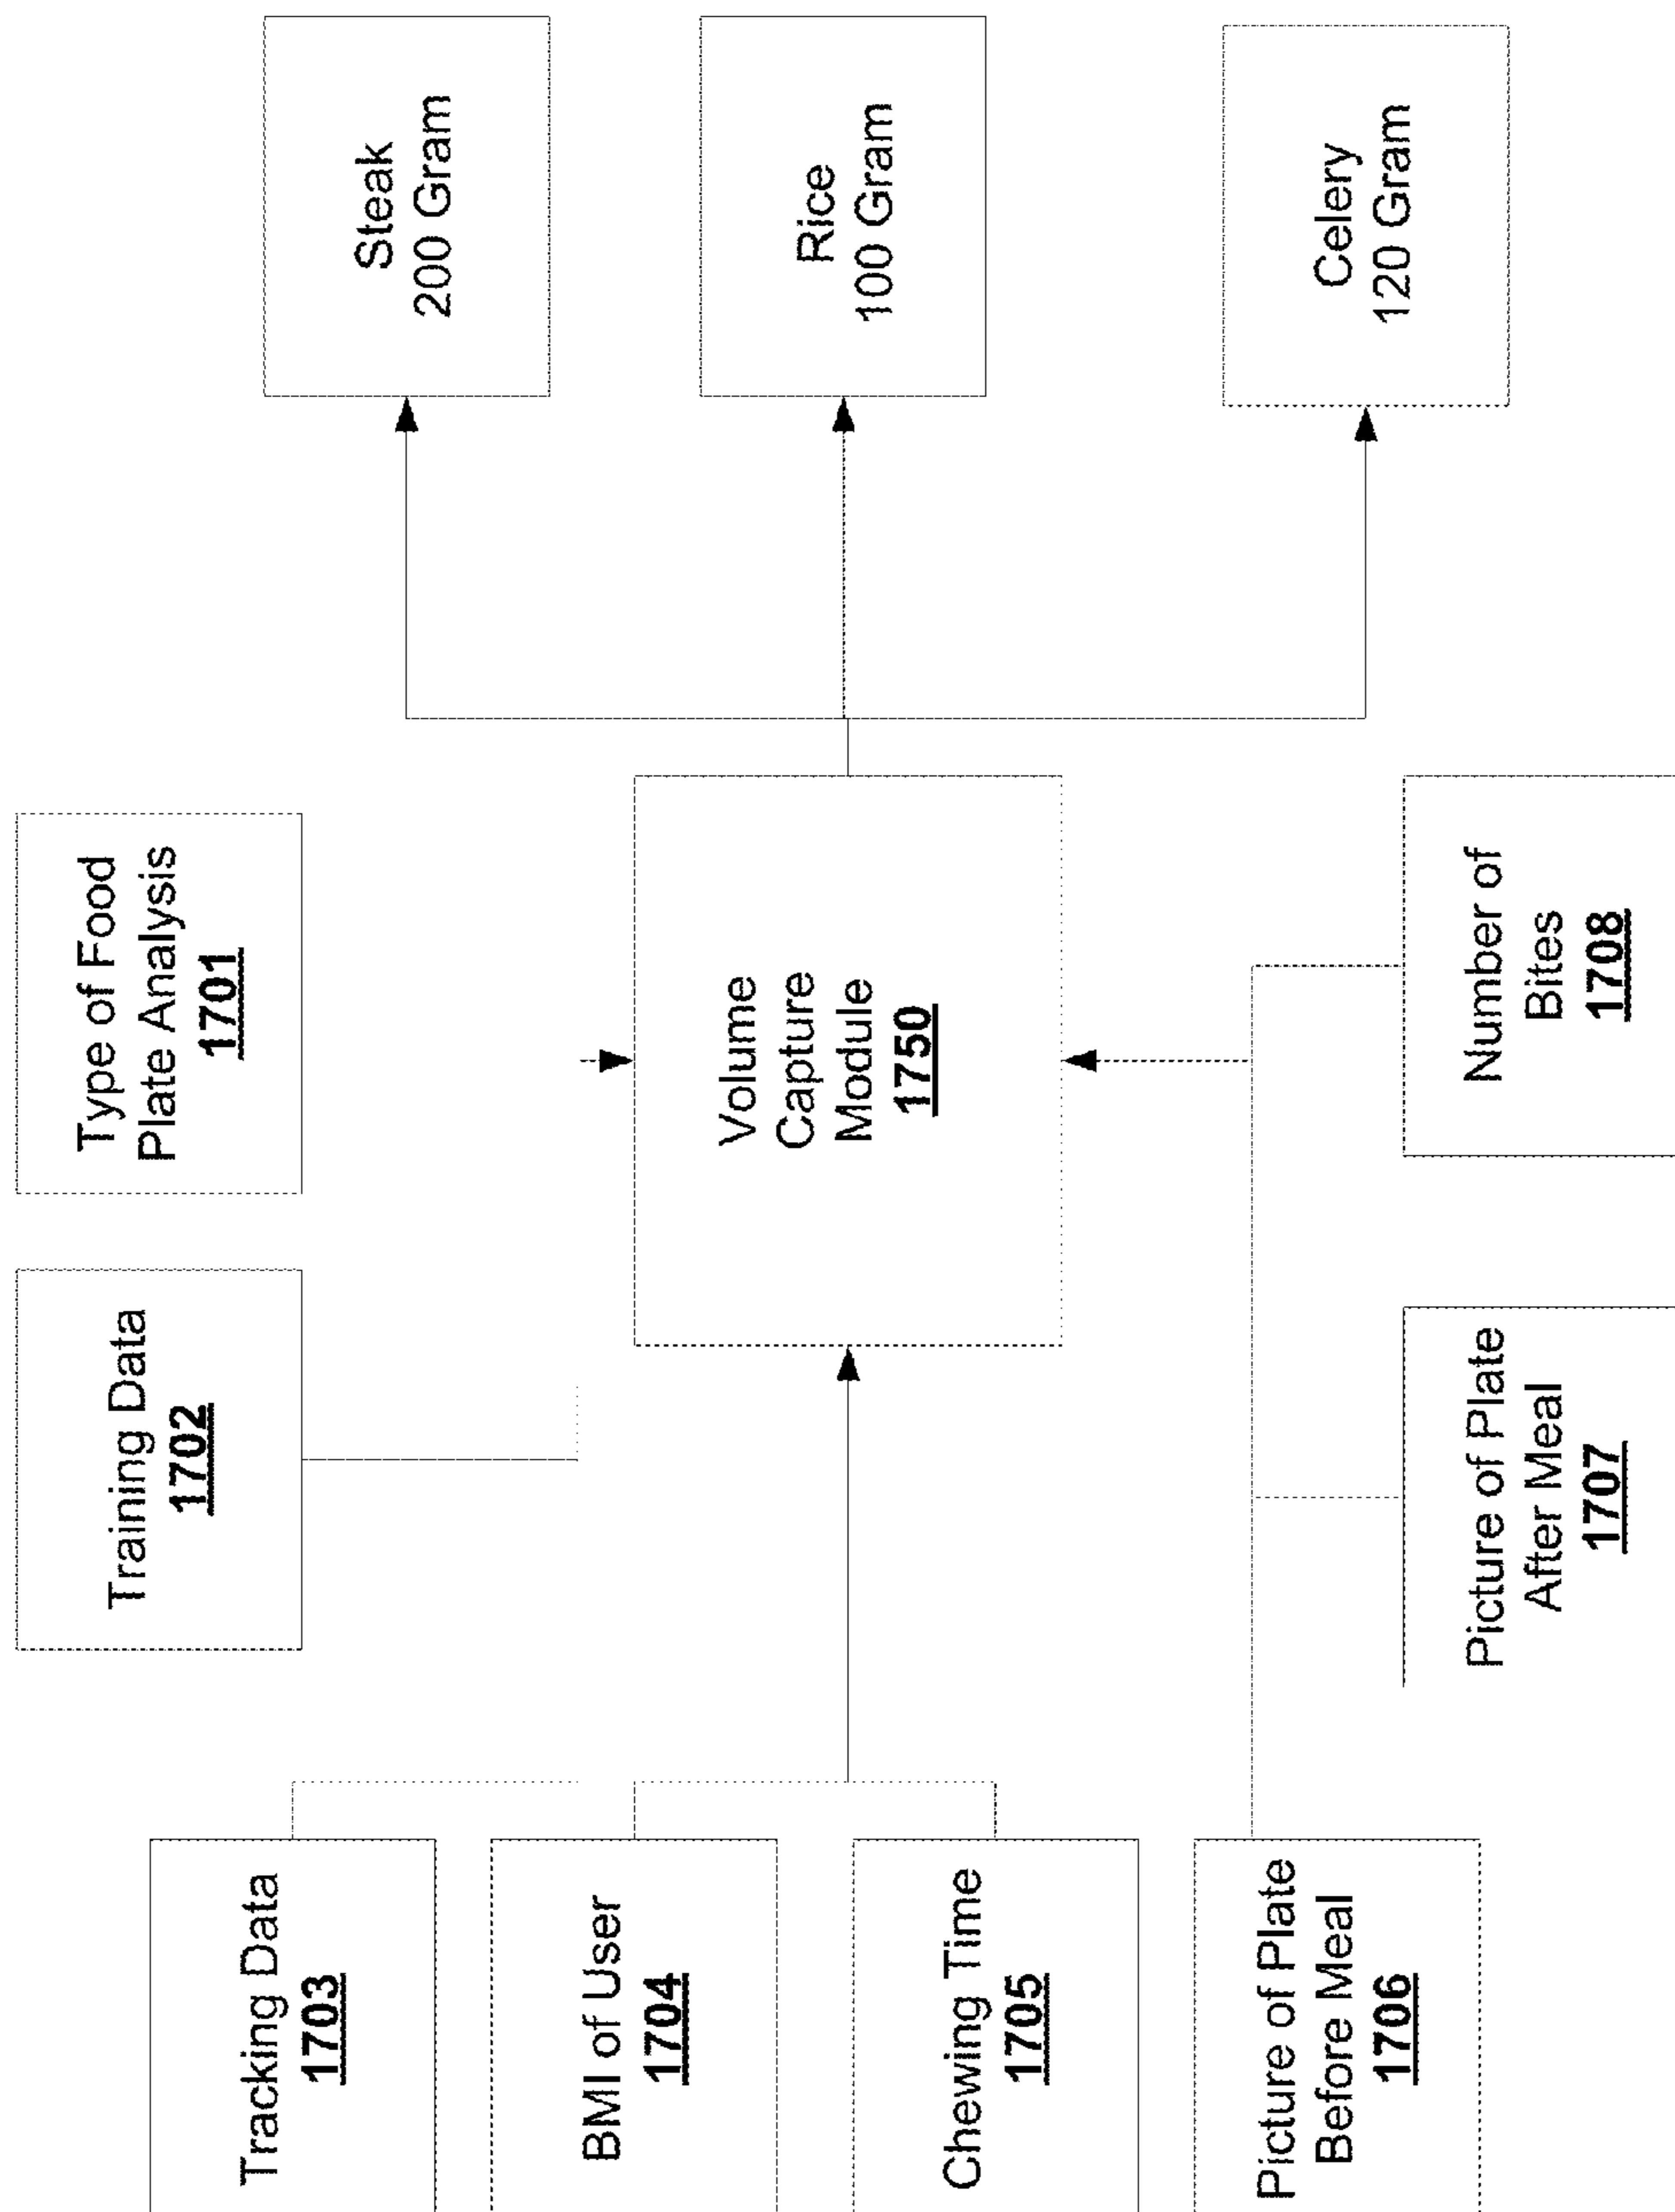 Type of Food
Plate Analysis
1701
Training Data
1702
Tracking Data
1703
BMI of User
1704
Chewing Time
1705
Picture of Plate
Before Meal
1706
Picture of Plate
After Meal
1707
Number of
Bites
1708
Volume
Capture
Module
1750
Steak
200 Gram
Rice
100 Gram
Celery
120 Gram